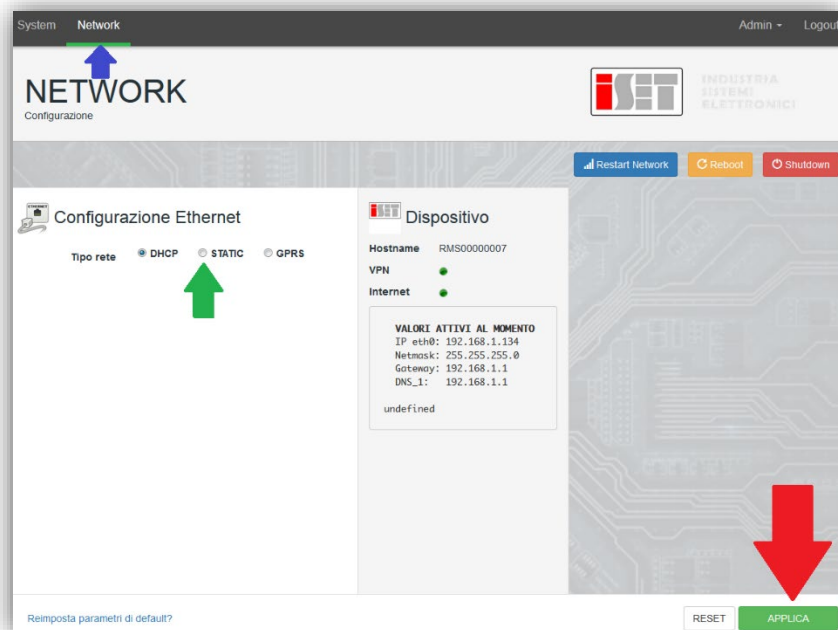 System Network Admin Logout
NETWORK
Configurazione
iSET INDUSTRIA
SISTEMI
ELETTRONICI
Restart Network Reboot Shutdown
ETHERNET
Configurazione Ethernet
Tipo rete DHCP STATIC GPRS
iSET Dispositivo
Hostname RMS00000007
VPN
Internet
VALORI ATTIVI AL MOMENTO
IP eth0: 192.168.1.134
Netmask: 255.255.255.0
Gateway: 192.168.1.1
DNS_1: 192.168.1.1
undefined
Reimposta parametri di default?
RESET APPLICA